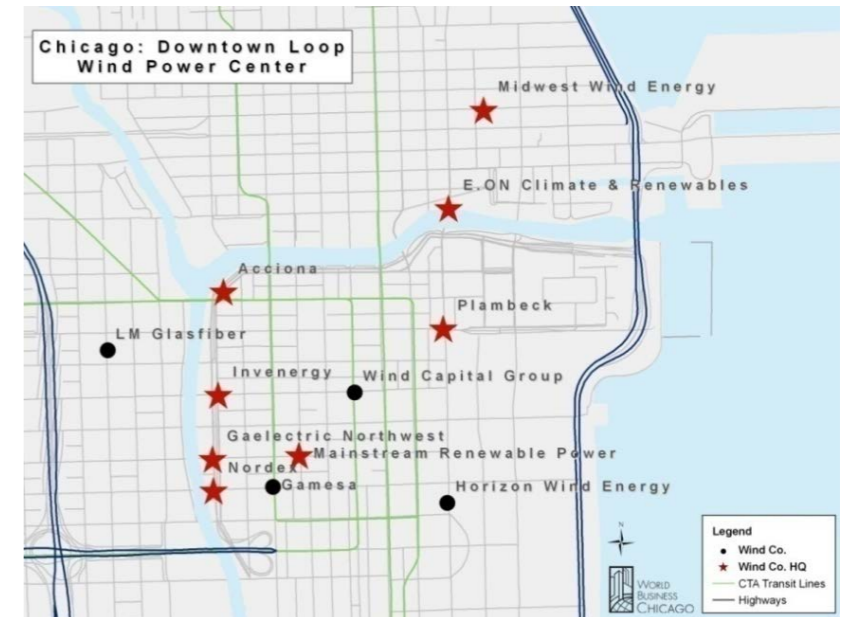 Chicago: Downtown Loop
Wind Power Center
Midwest Wind Energy
E.ON Climate & Renewables
Acciona
Plambeck
LM Glasfiber
Invenergy
Wind Capital Group
Gaelectric Northwest
Mainstream Renewable Power
Nordex
Gamesa
Horizon Wind Energy
N
Legend
Wind Co.
Wind Co. HQ
CTA Transit Lines
Highways
WORLD
BUSINESS
CHICAGO